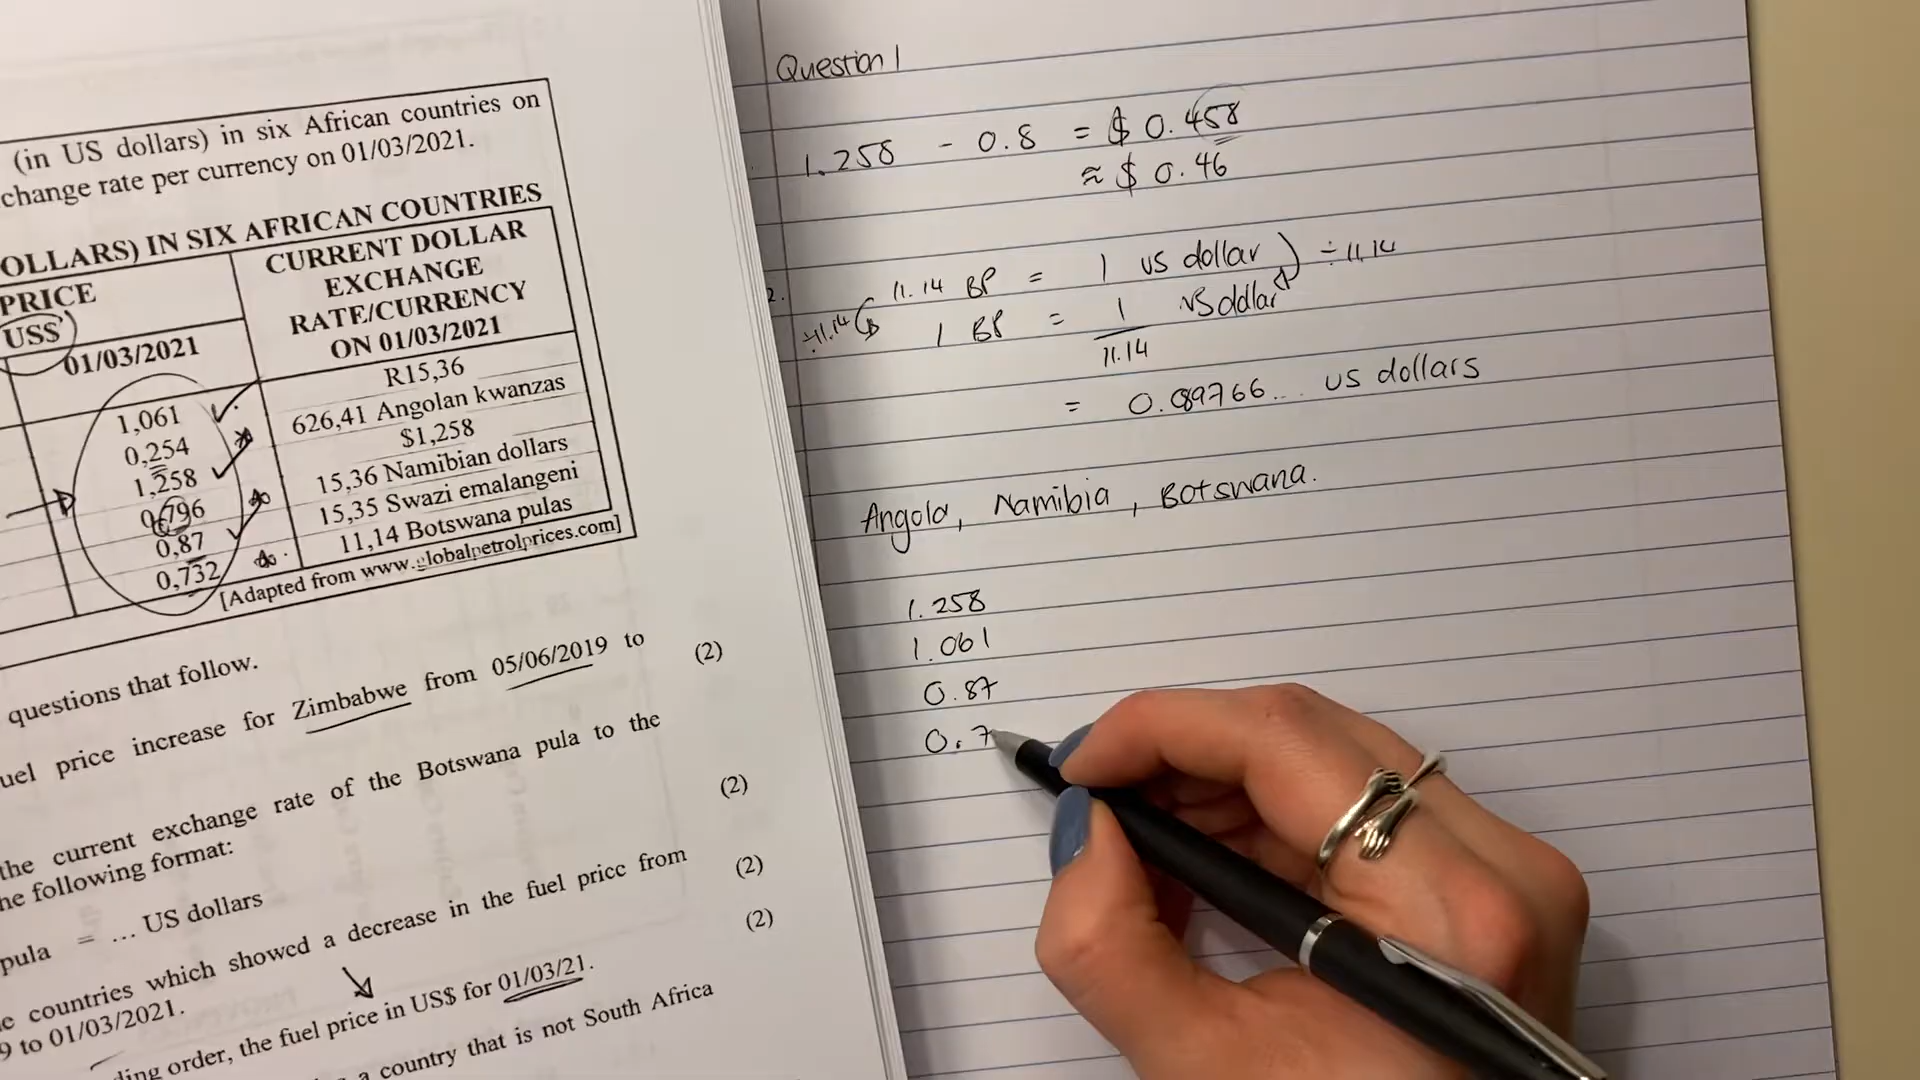 (in US dollars) in six African countries on
change rate per currency on 01/03/2021.
OLLARS) IN SIX AFRICAN COUNTRIES
PRICE
USS
01/03/2021
CURRENT DOLLAR
EXCHANGE
RATE/CURRENCY
ON 01/03/2021
1,061
R15,36
0,254
626,41 Angolan kwanzas
1,258
$1,258
0,796
15,36 Namibian dollars
0,87
15,35 Swazi emalangeni
0,732
11,14 Botswana pulas
[Adapted from www.globalpetrolprices.com]
questions that follow.
uel price increase for Zimbabwe from 05/06/2019 to (2)
the current exchange rate of the Botswana pula to the
he following format: (2)
pula = ... US dollars
countries which showed a decrease in the fuel price from (2)
9 to 01/03/2021.
ding order, the fuel price in US$ for 01/03/21. (2)
a country that is not South Africa
Question 1
1.258 - 0.8 = $ 0.458
≈ $ 0.46
2.
11.14 BP = 1 US dollar ÷11.14
÷11.14 1 BP = 1/11.14 US dollar
= 0.089766... US dollars
Angola, Namibia, Botswana.
1.258
1.061
0.87
0.7